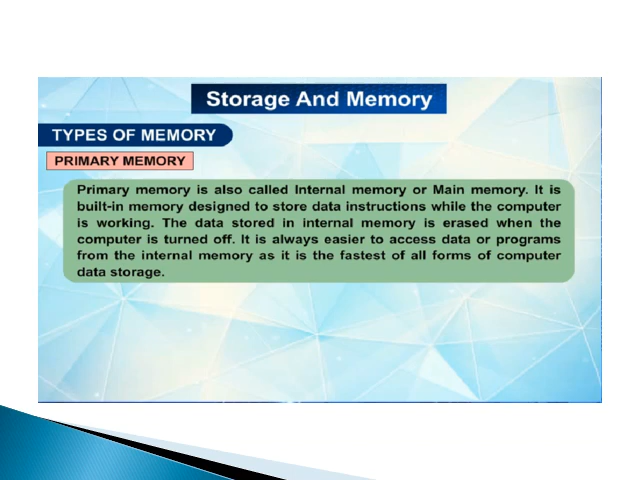 Storage And Memory
TYPES OF MEMORY
PRIMARY MEMORY
Primary memory is also called Internal memory or Main memory. It is
built-in memory designed to store data instructions while the computer
is working. The data stored in internal memory is erased when the
computer is turned off. It is always easier to access data or programs
from the internal memory as it is the fastest of all forms of computer
data storage.